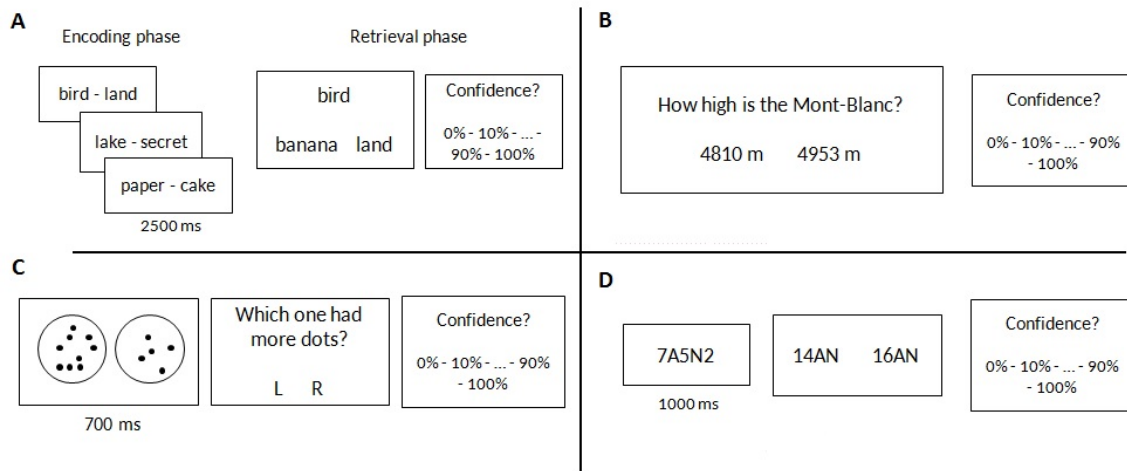 A
Encoding phase
Retrieval phase
bird - land
lake - secret
paper - cake
2500 ms
bird
banana land
Confidence?
0% - 10% - ... -
90% - 100%
B
How high is the Mont-Blanc?
4810 m 4953 m
Confidence?
0% - 10% - ... - 90%
- 100%
C
Which one had
more dots?
L R
700 ms
Confidence?
0% - 10% - ... - 90%
- 100%
D
7A5N2
1000 ms
14AN 16AN
Confidence?
0% - 10% - ... - 90%
- 100%